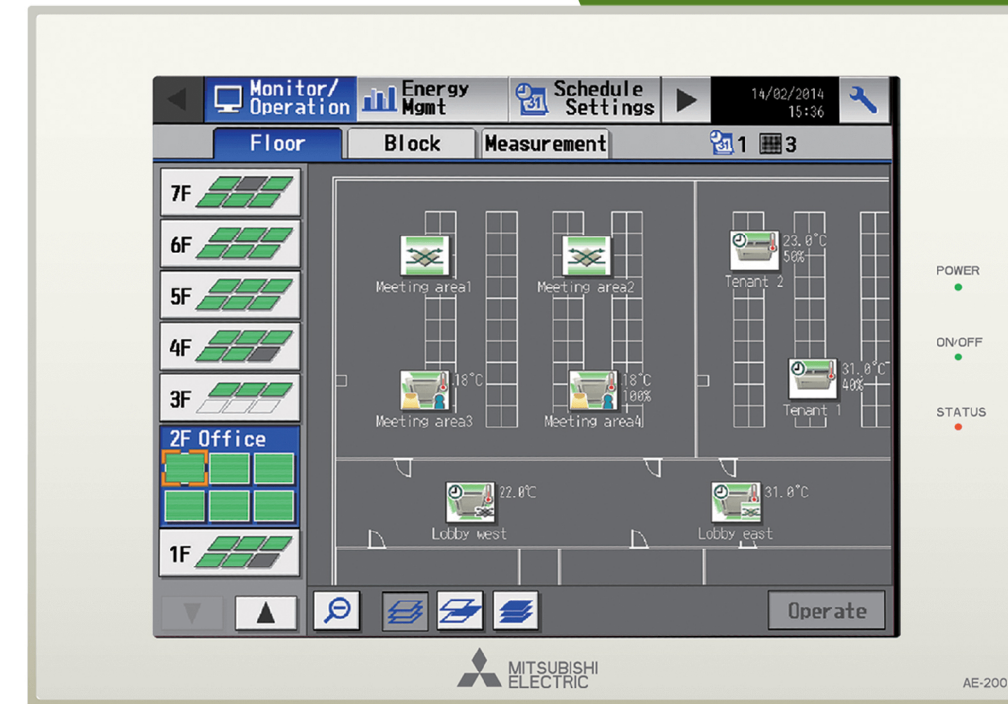 Monitor/
Operation
Energy
Mgmt
Schedule
Settings
14/02/2014
15:36
Floor
Block
Measurement
31
1
3
7F
6F
5F
4F
3F
2F Office
1F
Meeting area1
Meeting area2
23.0°C
50%
Tenant 2
18°C
Meeting area3
18°C
100%
Meeting area4
31.0°C
40%
Tenant 1
22.0°C
Lobby west
31.0°C
Lobby east
Operate
POWER
ON/OFF
STATUS
MITSUBISHI
ELECTRIC
AE-200